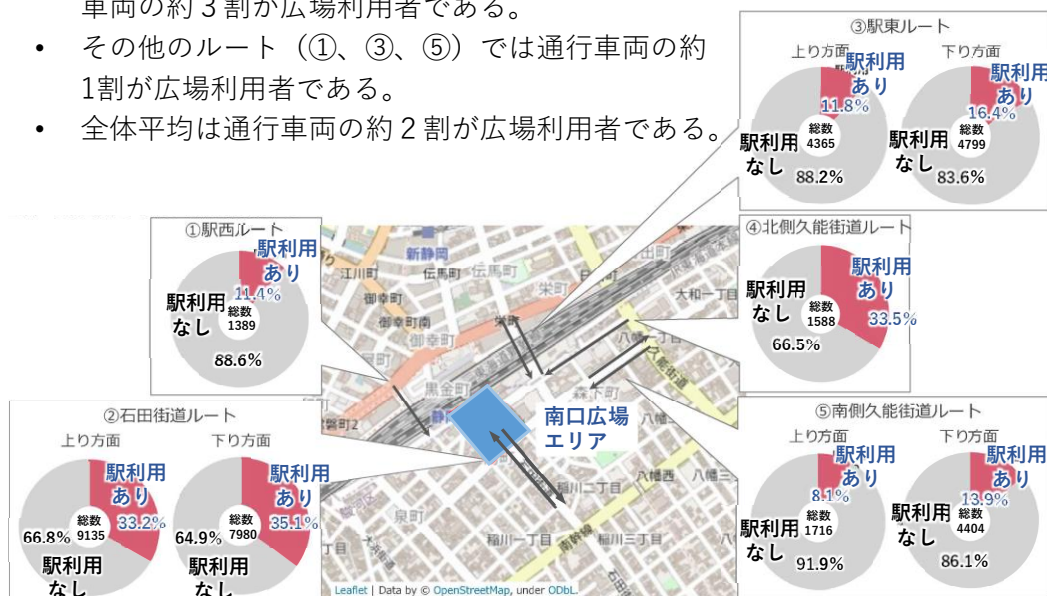 車両の約３割が広場利用者である。
• その他のルート（①、③、⑤）では通行車両の約
1割が広場利用者である。
• 全体平均は通行車両の約２割が広場利用者である。
③駅東ルート
上り方面
下り方面
駅利用
あり
11.8%
総数
4365
駅利用
なし
88.2%
駅利用
あり
16.4%
総数
4799
駅利用
なし
83.6%
①駅西ルート
駅利用
あり
11.4%
総数
1389
駅利用
なし
88.6%
④北側久能街道ルート
駅利用
あり
33.5%
総数
1588
駅利用
なし
66.5%
新静岡
江川町
伝馬町
伝馬町
栄町
御幸町
御幸町南
栄町
御幸町
大和一丁目
黒金町
久能街道
森下町
南口広場
エリア
八幡西
稲川二丁目
泉町
稲川一丁目
南幹線
稲川三丁目
Leaflet | Data by © OpenStreetMap, under ODbL.
②石田街道ルート
上り方面
下り方面
駅利用
あり
33.2%
総数
9135
66.8%
駅利用
なし
駅利用
あり
35.1%
総数
7980
64.9%
駅利用
なし
⑤南側久能街道ルート
上り方面
下り方面
駅利用
あり
8.1%
総数
1716
駅利用
なし
91.9%
駅利用
あり
13.9%
総数
4404
駅利用
なし
86.1%